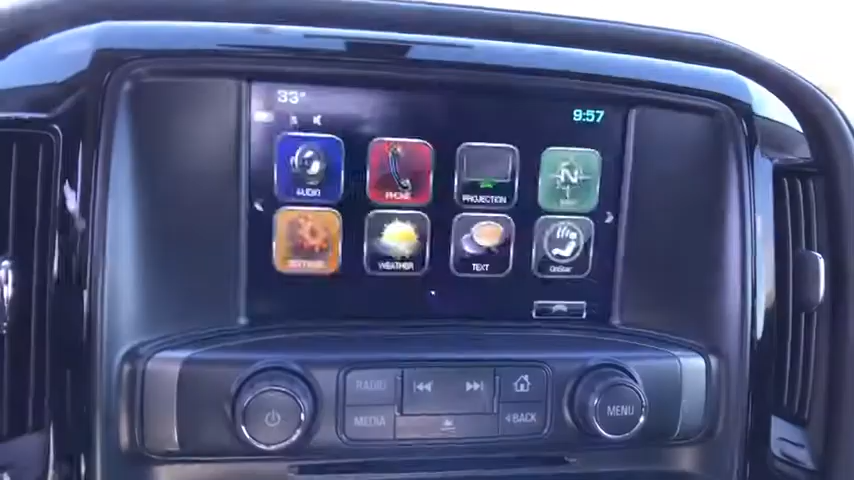 33°
9:57
AUDIO
PHONE
PROJECTION
N
SETTINGS
WEATHER
TEXT
OnStar
RADIO
MEDIA
BACK
MENU